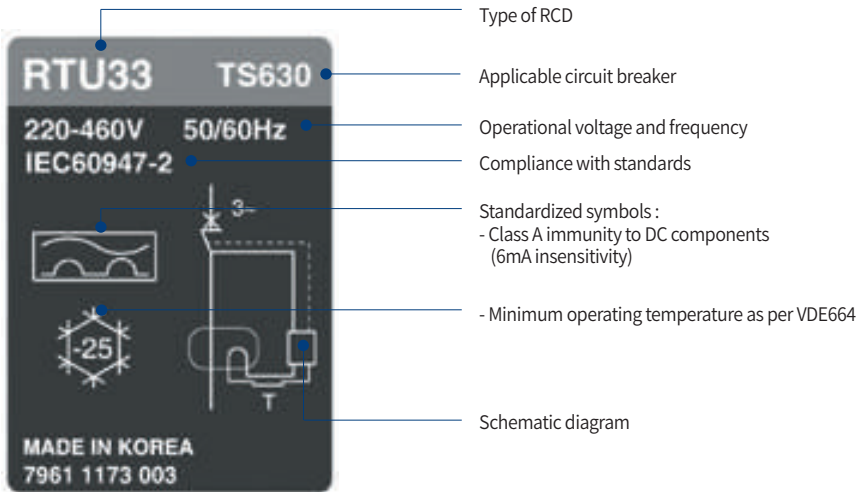 Type of RCD
RTU33 TS630
Applicable circuit breaker
220-460V 50/60Hz
Operational voltage and frequency
IEC60947-2
Compliance with standards
3~
Standardized symbols :
- Class A immunity to DC components
(6mA insensitivity)
-25
- Minimum operating temperature as per VDE664
T
Schematic diagram
MADE IN KOREA
7961 1173 003